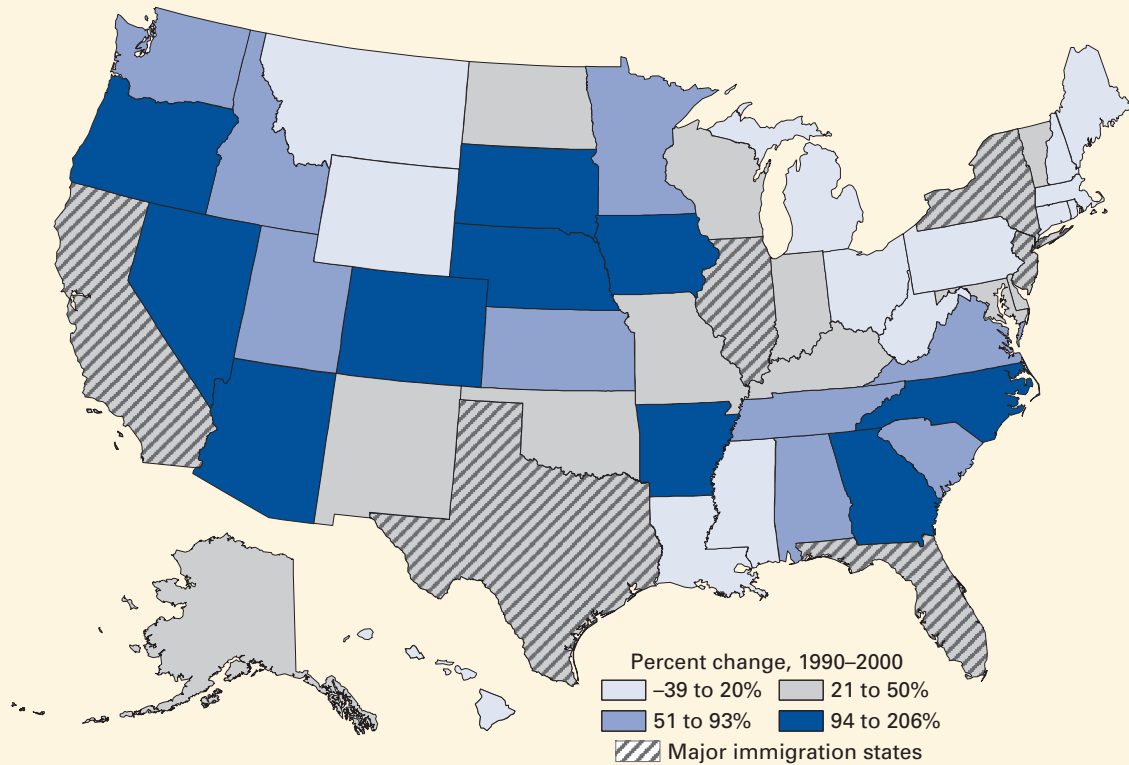 Percent change, 1990–2000
–39 to 20% 21 to 50%
51 to 93% 94 to 206%
Major immigration states